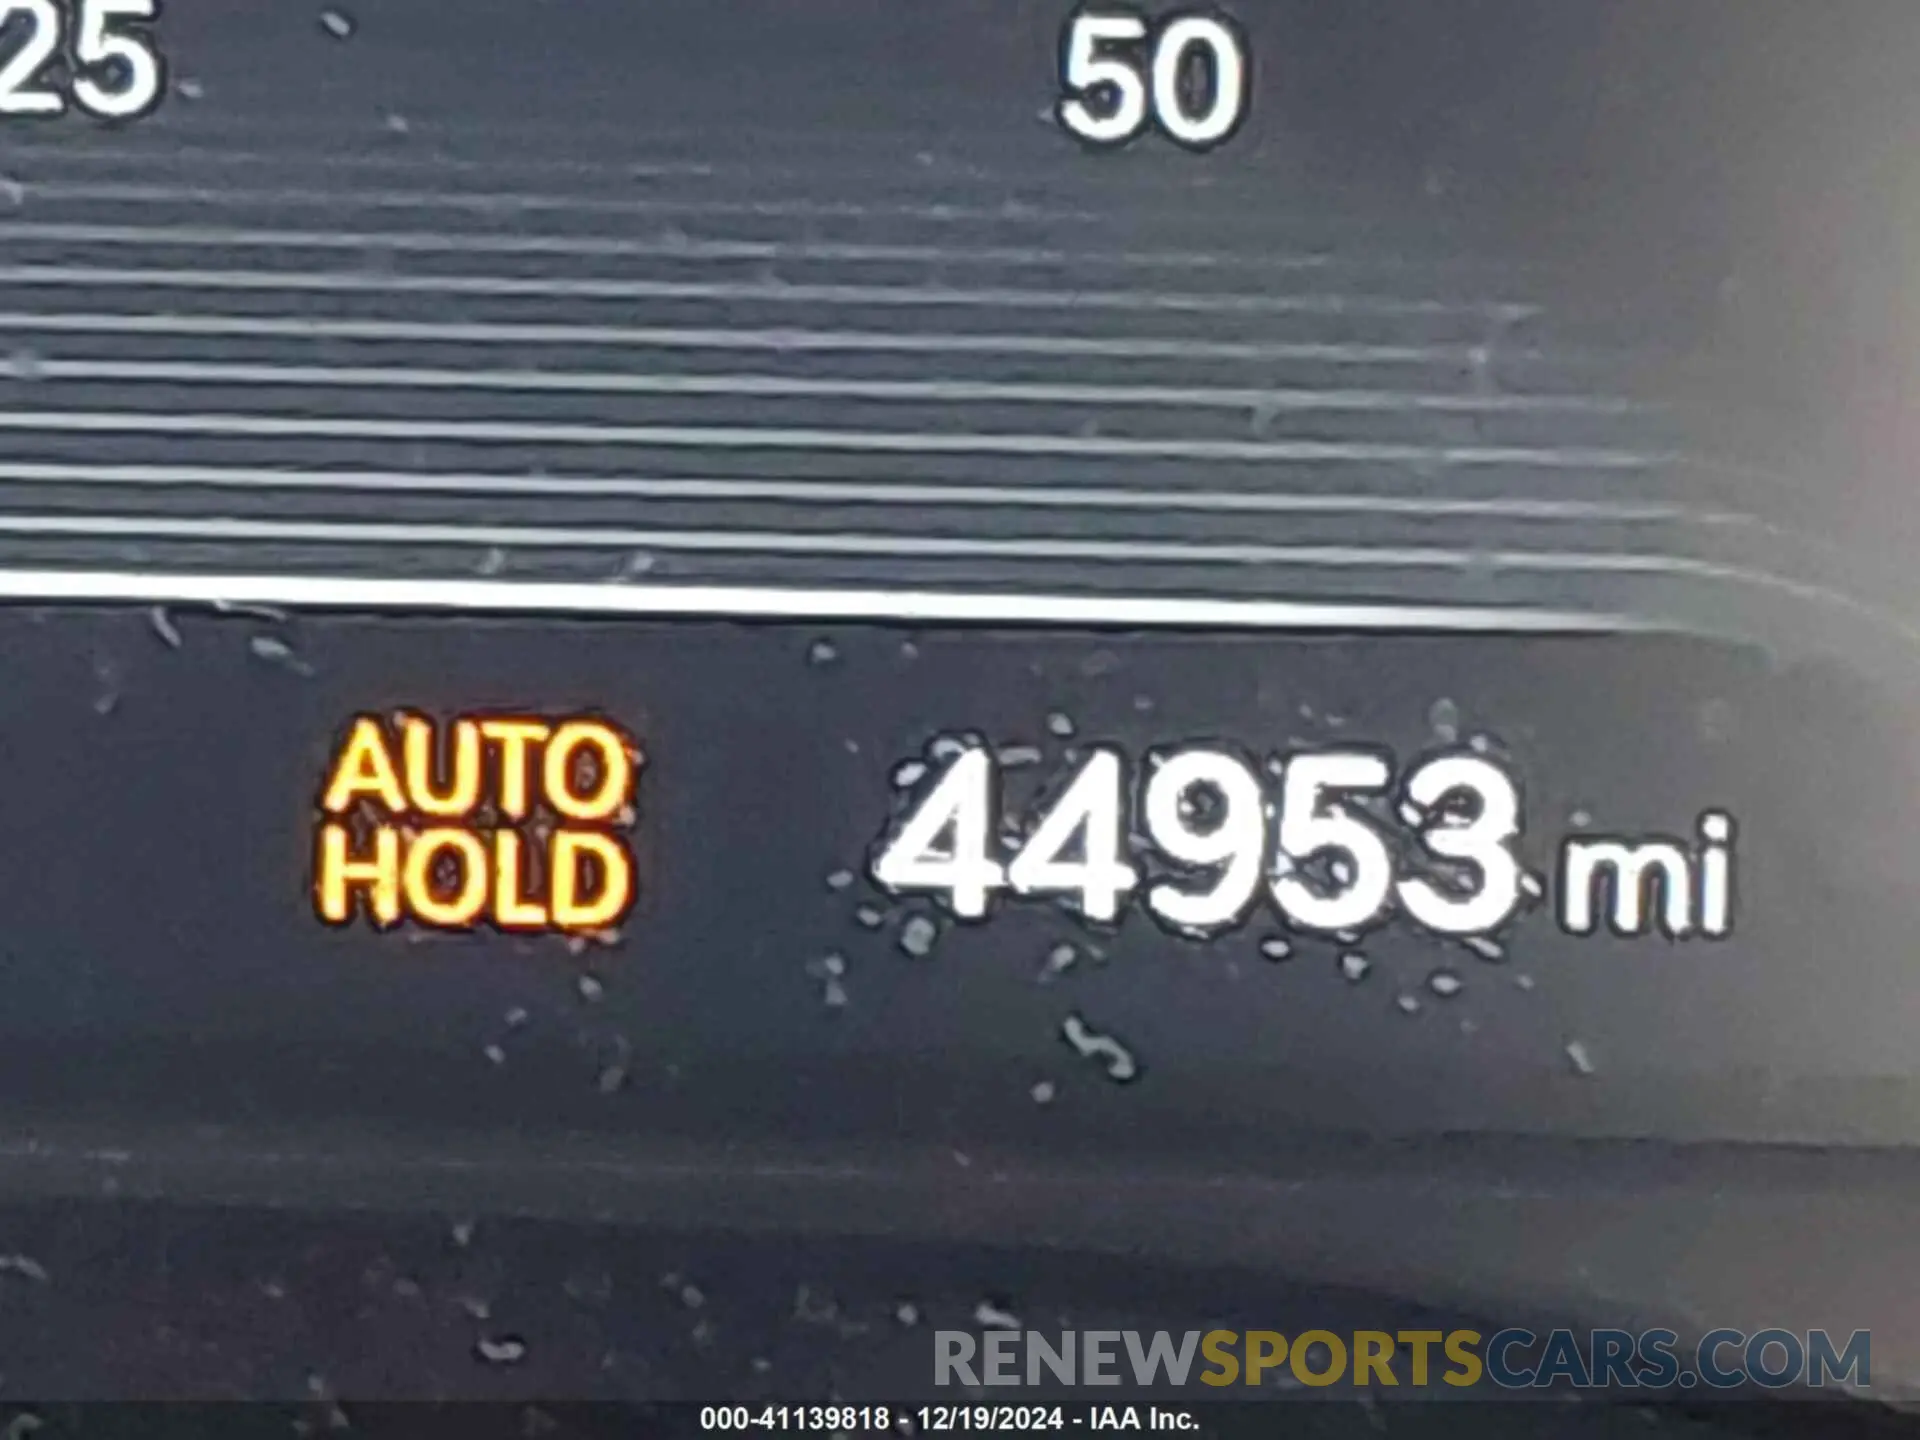 25 50
AUTO
HOLD
44953 mi
RENEWSPORTSCARS.COM
000-41139818 - 12/19/2024 - IAA Inc.